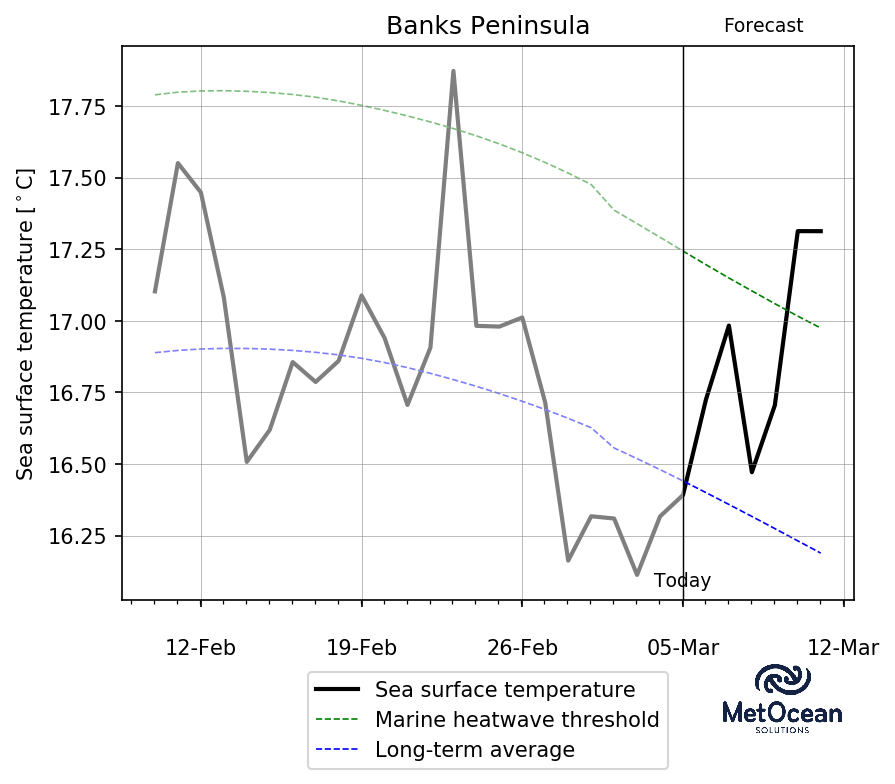 Banks Peninsula
Forecast
Sea surface temperature [°C]
17.75
17.50
17.25
17.00
16.75
16.50
16.25
Today
12-Feb 19-Feb 26-Feb 05-Mar 12-Mar
Sea surface temperature
Marine heatwave threshold
Long-term average
MetOcean
SOLUTIONS